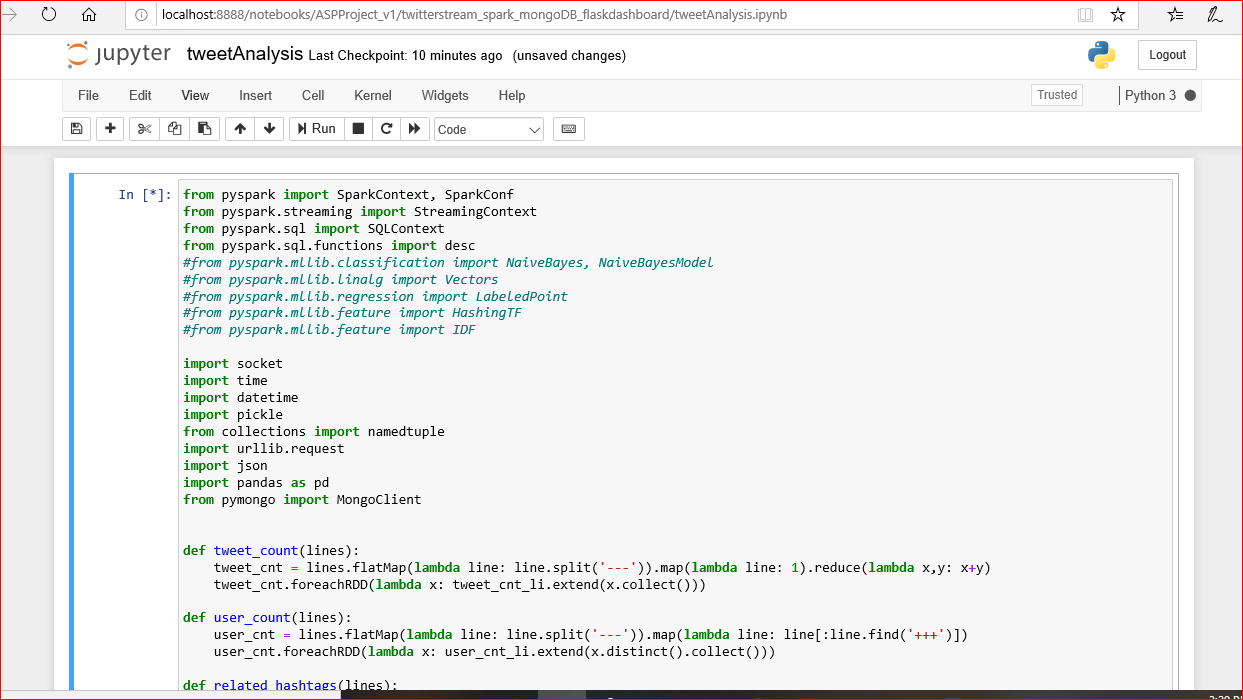 localhost:8888/notebooks/ASPProject_v1/twitterstream_spark_mongoDB_flaskdashboard/tweetAnalysis.ipynb
jupyter tweetAnalysis Last Checkpoint: 10 minutes ago (unsaved changes)
Logout
File Edit View Insert Cell Kernel Widgets Help
Trusted
Python 3
Run
Code
In [*]:
from pyspark import SparkContext, SparkConf
from pyspark.streaming import StreamingContext
from pyspark.sql import SQLContext
from pyspark.sql.functions import desc
#from pyspark.mllib.classification import NaiveBayes, NaiveBayesModel
#from pyspark.mllib.linalg import Vectors
#from pyspark.mllib.regression import LabeledPoint
#from pyspark.mllib.feature import HashingTF
#from pyspark.mllib.feature import IDF
import socket
import time
import datetime
import pickle
from collections import namedtuple
import urllib.request
import json
import pandas as pd
from pymongo import MongoClient
def tweet_count(lines):
    tweet_cnt = lines.flatMap(lambda line: line.split('---')).map(lambda line: 1).reduce(lambda x,y: x+y)
    tweet_cnt.foreachRDD(lambda x: tweet_cnt_li.extend(x.collect()))
def user_count(lines):
    user_cnt = lines.flatMap(lambda line: line.split('---')).map(lambda line: line[:line.find('+++')])
    user_cnt.foreachRDD(lambda x: user_cnt_li.extend(x.distinct().collect()))
def related_hashtags(lines):